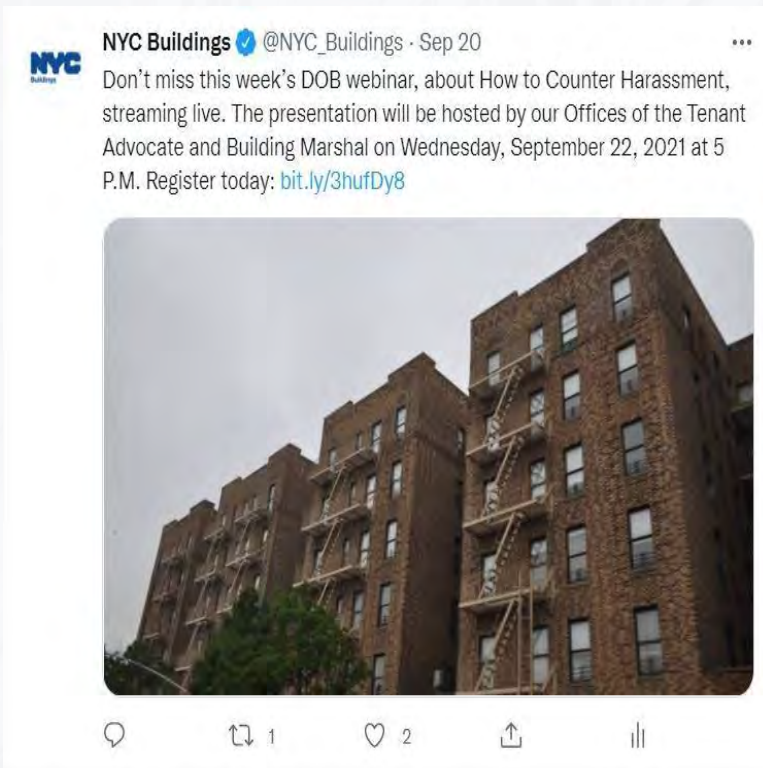 NYC Buildings @NYC_Buildings · Sep 20
NYC
Buildings
Don't miss this week's DOB webinar, about How to Counter Harassment,
streaming live. The presentation will be hosted by our Offices of the Tenant
Advocate and Building Marshal on Wednesday, September 22, 2021 at 5
P.M. Register today: bit.ly/3hufDy8
1
2